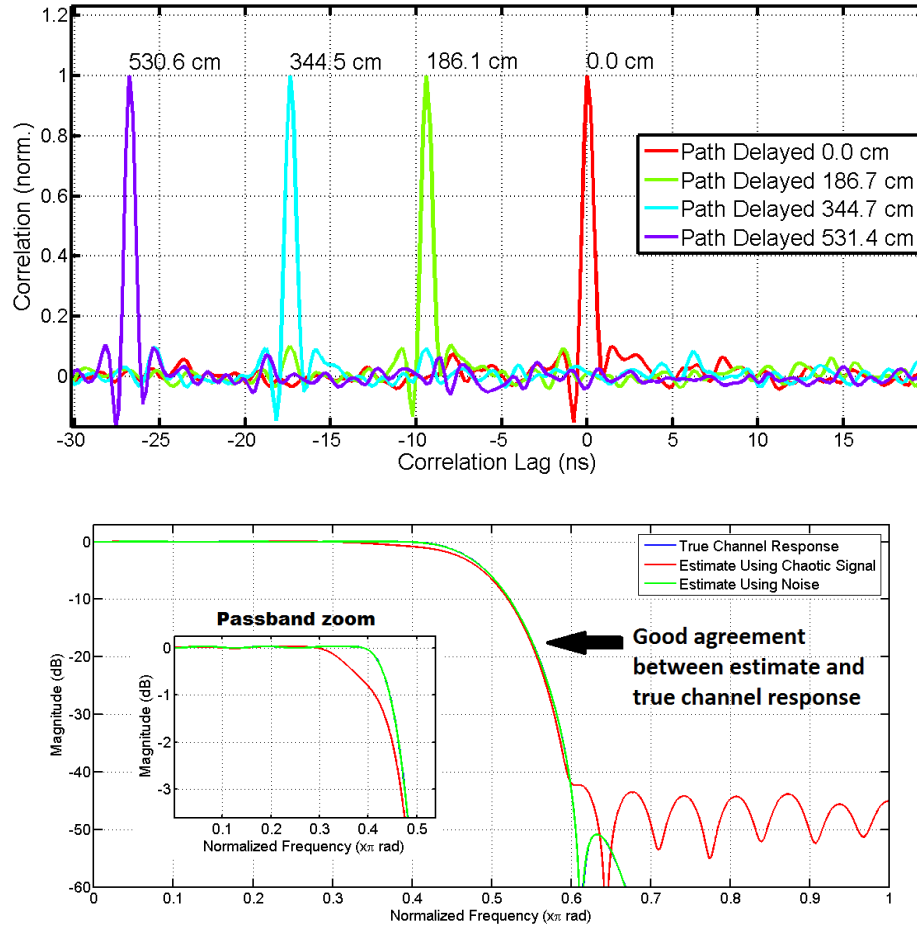 530.6 cm
344.5 cm
186.1 cm
0.0 cm
1.2
1
0.8
0.6
0.4
0.2
0
Correlation (norm.)
Path Delayed 0.0 cm
Path Delayed 186.7 cm
Path Delayed 344.7 cm
Path Delayed 531.4 cm
-30 -25 -20 -15 -10 -5 0 5 10 15
Correlation Lag (ns)
0
-10
-20
-30
-40
-50
-60
Magnitude (dB)
True Channel Response
Estimate Using Chaotic Signal
Estimate Using Noise
Good agreement
between estimate and
true channel response
Passband zoom
0
-1
-2
-3
Magnitude (dB)
0.1 0.2 0.3 0.4 0.5
Normalized Frequency (xπ rad)
0 0.1 0.2 0.3 0.4 0.5 0.6 0.7 0.8 0.9 1
Normalized Frequency (xπ rad)